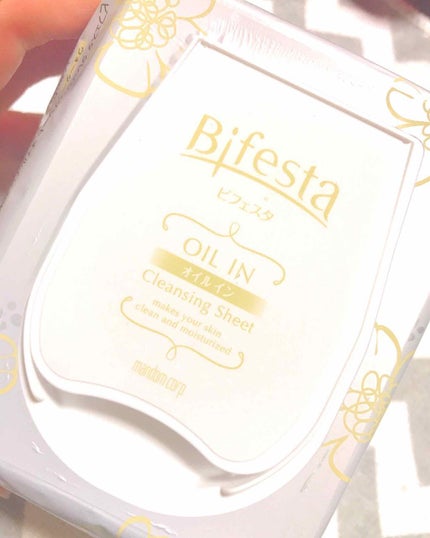 Bifesta
ビフェスタ
OIL IN
オイルイン
Cleansing Sheet
makes your skin
clean and moisturized
mandom corp